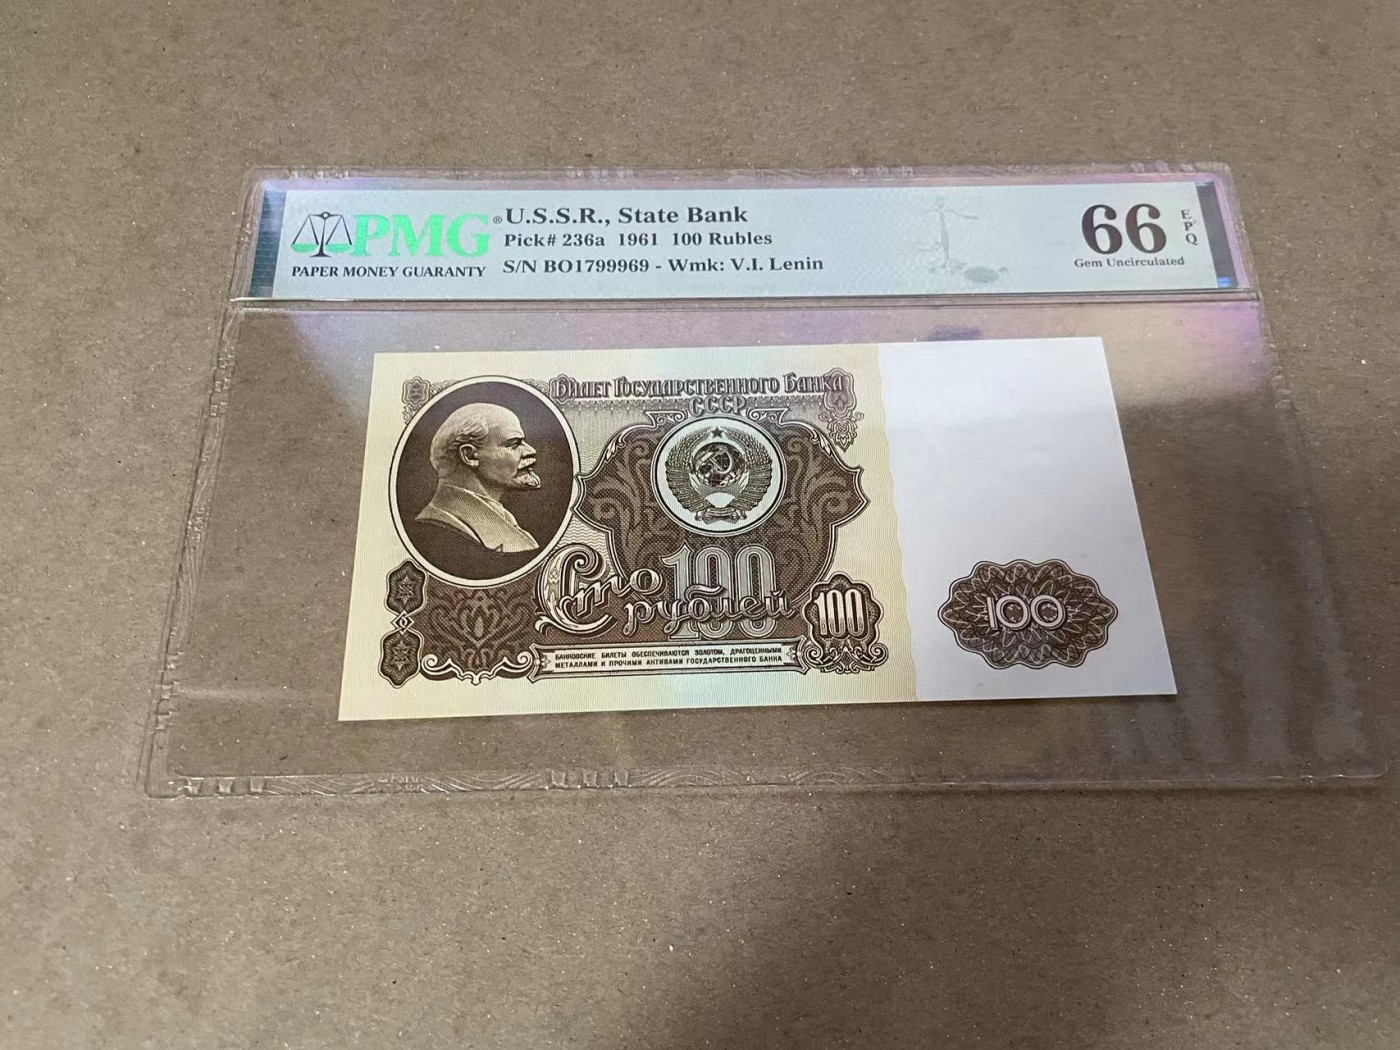 PMG®
PAPER MONEY GUARANTY
U.S.S.R., State Bank
Pick# 236a 1961 100 Rubles
S/N BO1799969 - Wmk: V.I. Lenin
66 EPQ
Gem Uncirculated
Билет Государственного Банка
СССР
100
Сто
рублей
100
100
БАНКОВСКИЕ БИЛЕТЫ ОБЕСПЕЧИВАЮТСЯ ЗОЛОТОМ, ДРАГОЦЕННЫМИ
МЕТАЛЛАМИ И ПРОЧИМИ АКТИВАМИ ГОСУДАРСТВЕННОГО БАНКА